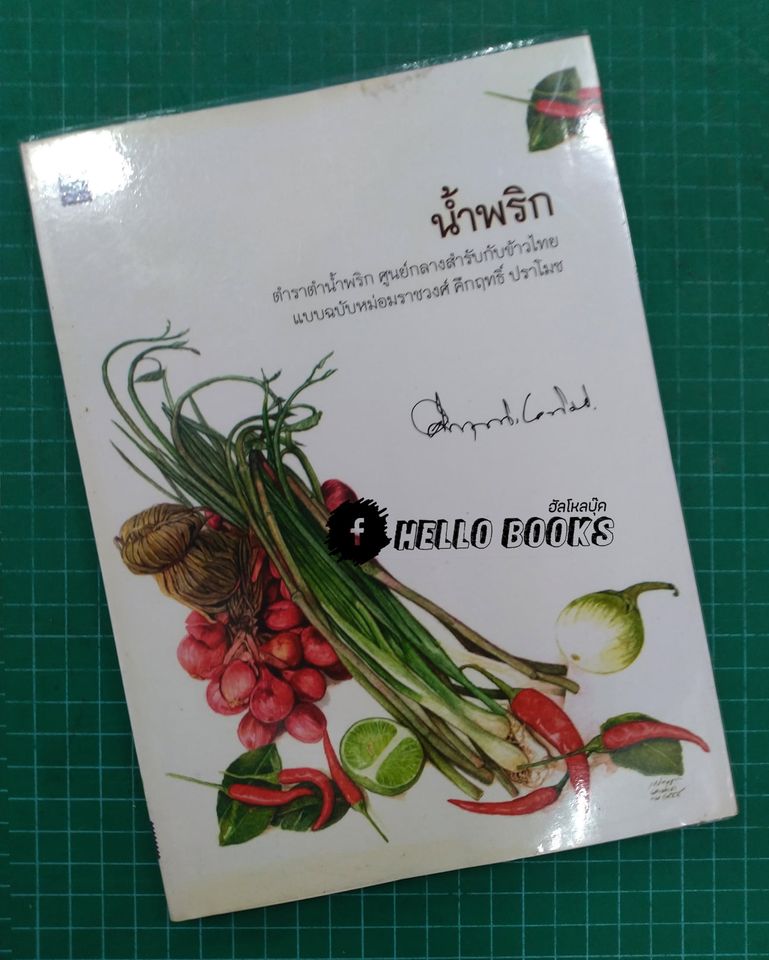 น้ำพริก
ตำราตำน้ำพริก ศูนย์กลางสำรับกับข้าวไทย
แบบฉบับหม่อมราชวงศ์ คึกฤทธิ์ ปราโมช
ฮัลโหลบุ๊ค
f HELLO BOOKS